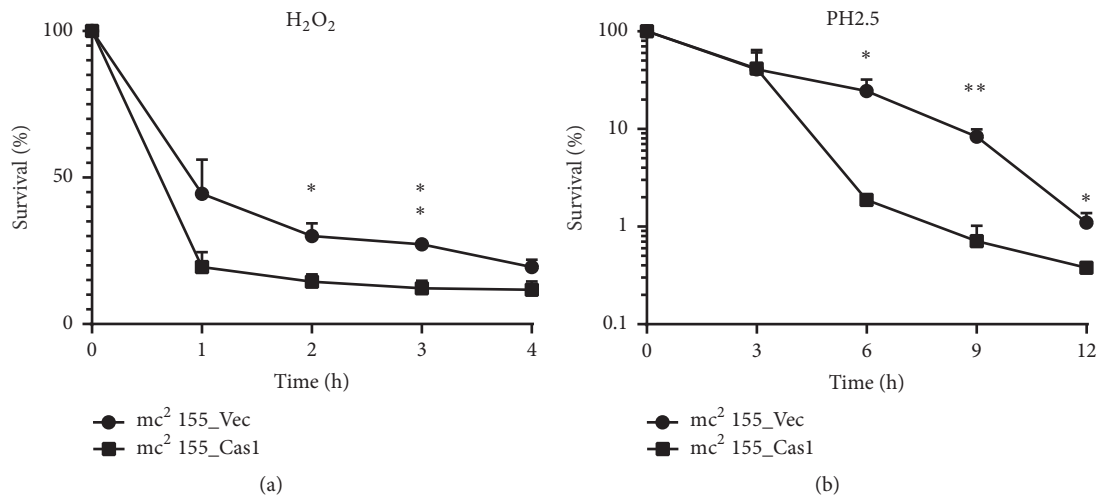 H₂O₂
100
50
0
Survival (%)
*
*
*
0 1 2 3 4
Time (h)
mc² 155_Vec
mc² 155_Cas1
(a)
PH2.5
100
10
1
0.1
Survival (%)
*
**
*
0 3 6 9 12
Time (h)
mc² 155_Vec
mc² 155_Cas1
(b)